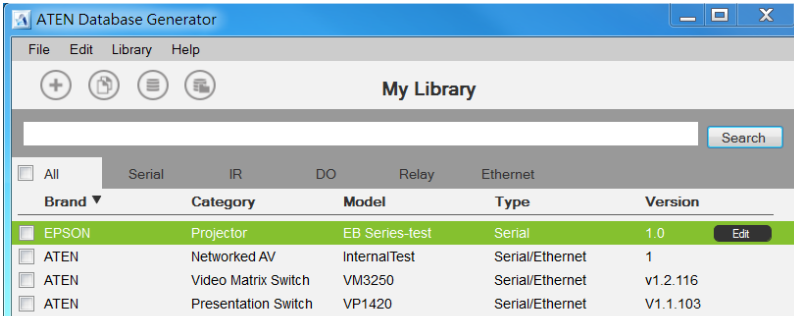 ATEN Database Generator
File Edit Library Help
My Library
Search
All Serial IR DO Relay Ethernet
Brand ▼ Category Model Type Version
EPSON Projector EB Series-test Serial 1.0 Edit
ATEN Networked AV InternalTest Serial/Ethernet 1
ATEN Video Matrix Switch VM3250 Serial/Ethernet v1.2.116
ATEN Presentation Switch VP1420 Serial/Ethernet V1.1.103